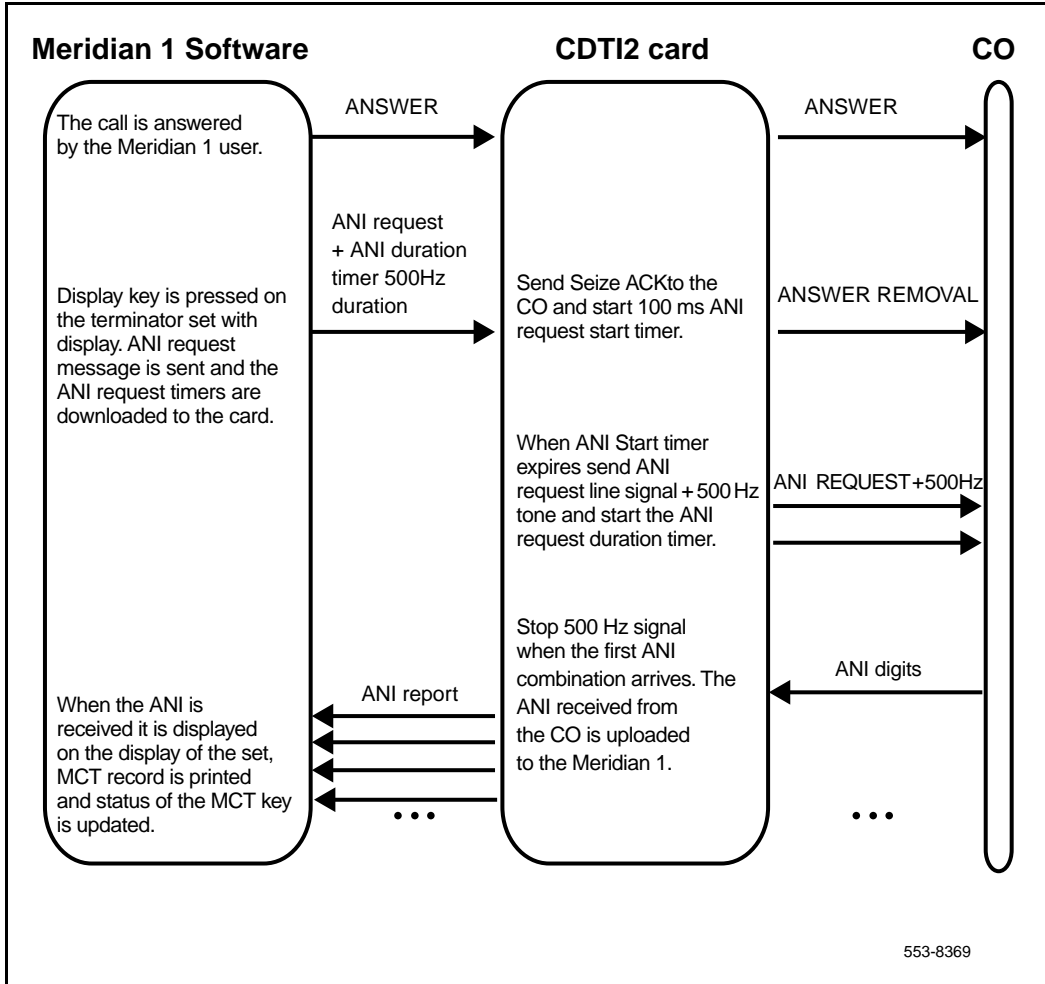 Meridian 1 Software
CDTI2 card
CO
The call is answered
by the Meridian 1 user.
ANSWER
ANSWER
ANI request
+ ANI duration
timer 500Hz
duration
Display key is pressed on
the terminator set with
display. ANI request
message is sent and the
ANI request timers are
downloaded to the card.
Send Seize ACKto the
CO and start 100 ms ANI
request start timer.
ANSWER REMOVAL
When ANI Start timer
expires send ANI
request line signal + 500 Hz
tone and start the ANI
request duration timer.
ANI REQUEST+500Hz
Stop 500 Hz signal
when the first ANI
combination arrives. The
ANI received from
the CO is uploaded
to the Meridian 1.
ANI digits
ANI report
When the ANI is
received it is displayed
on the display of the set,
MCT record is printed
and status of the MCT key
is updated.
• • •
• • •
553-8369